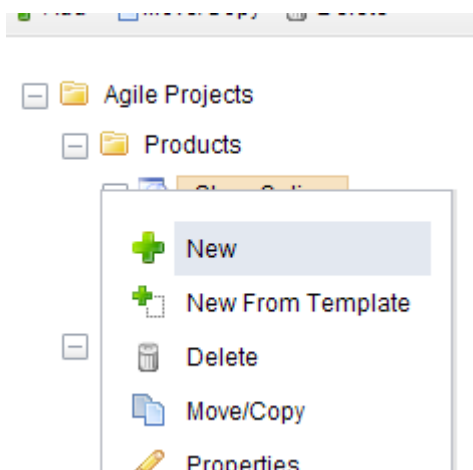 Agile Projects
Products
New
New From Template
Delete
Move/Copy
Properties